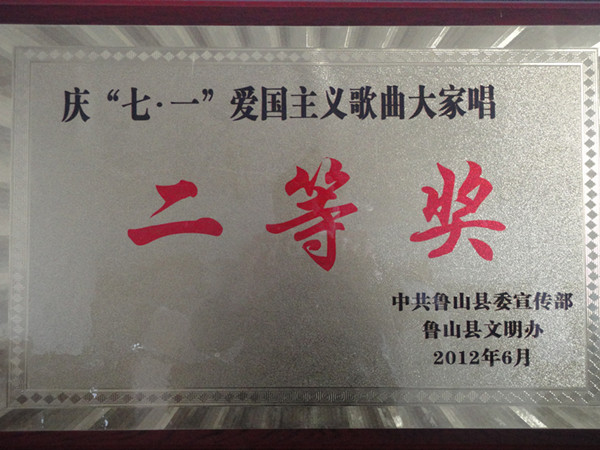 庆“七·一”爱国主义歌曲大家唱
二等奖
中共鲁山县委宣传部
鲁山县文明办
2012年6月